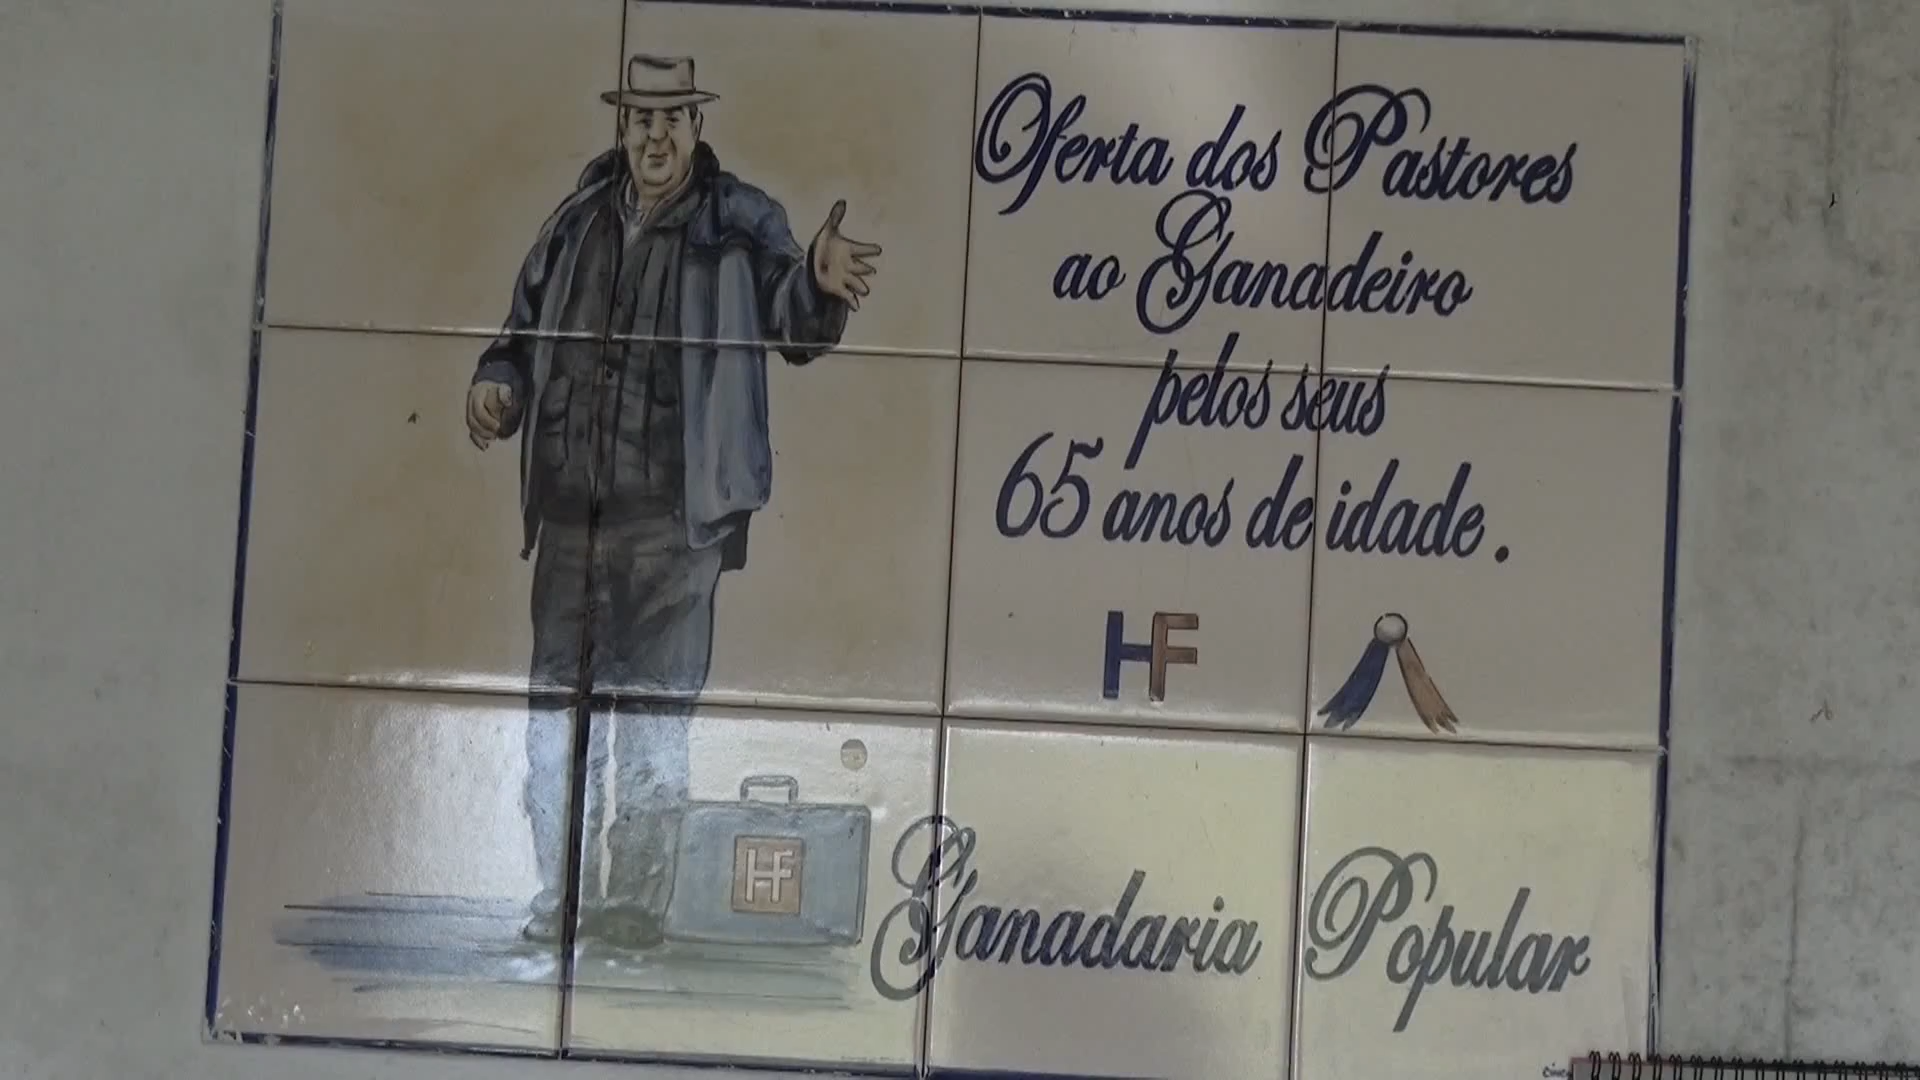 Oferta dos Pastores
ao Ganadeiro
pelos seus
65 anos de idade.
HF
HF
Ganadaria Popular